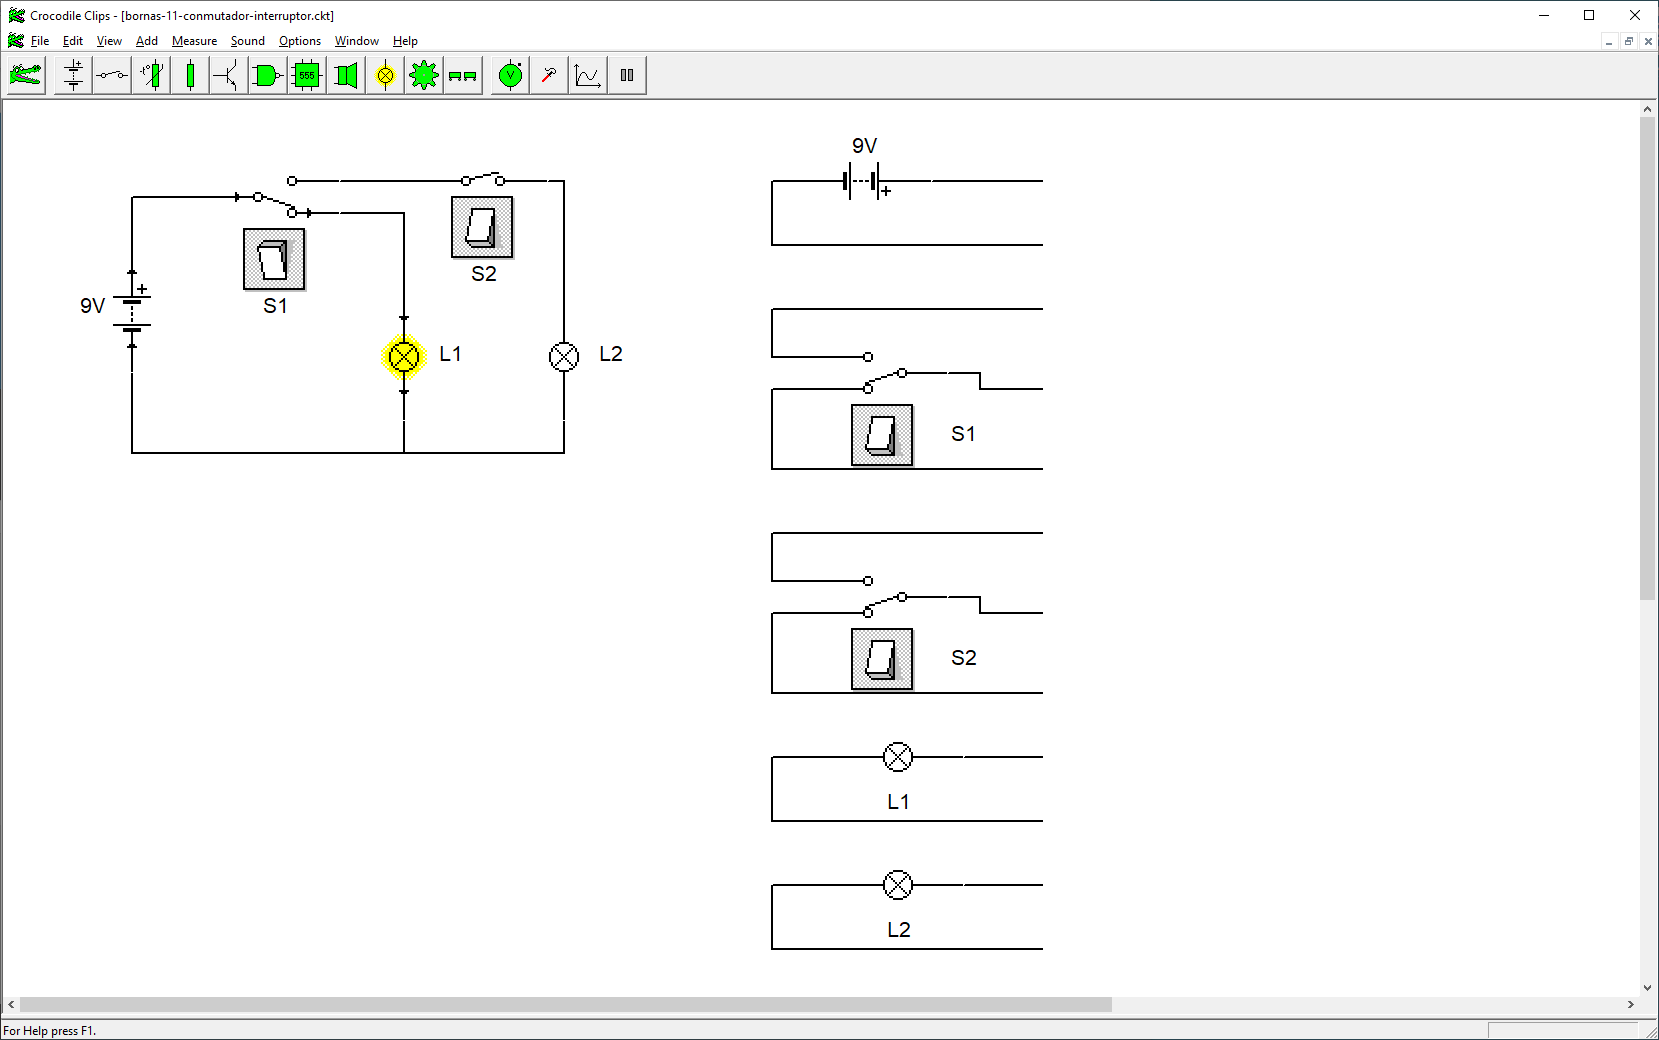 Crocodile Clips - [bornas-11-conmutador-interruptor.ckt]
File Edit View Add Measure Sound Options Window Help
555
V
9V
S1
S2
L1
L2
9V
S1
S2
L1
L2
For Help press F1.